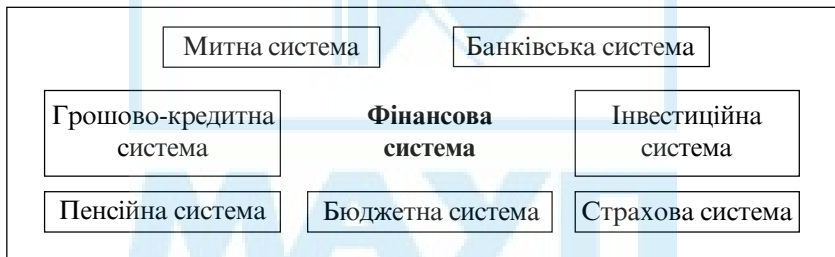 Митна система Банківська система
Грошово-кредитна Фінансова Інвестиційна
система система система
Пенсійна система Бюджетна система Страхова система
МАУП